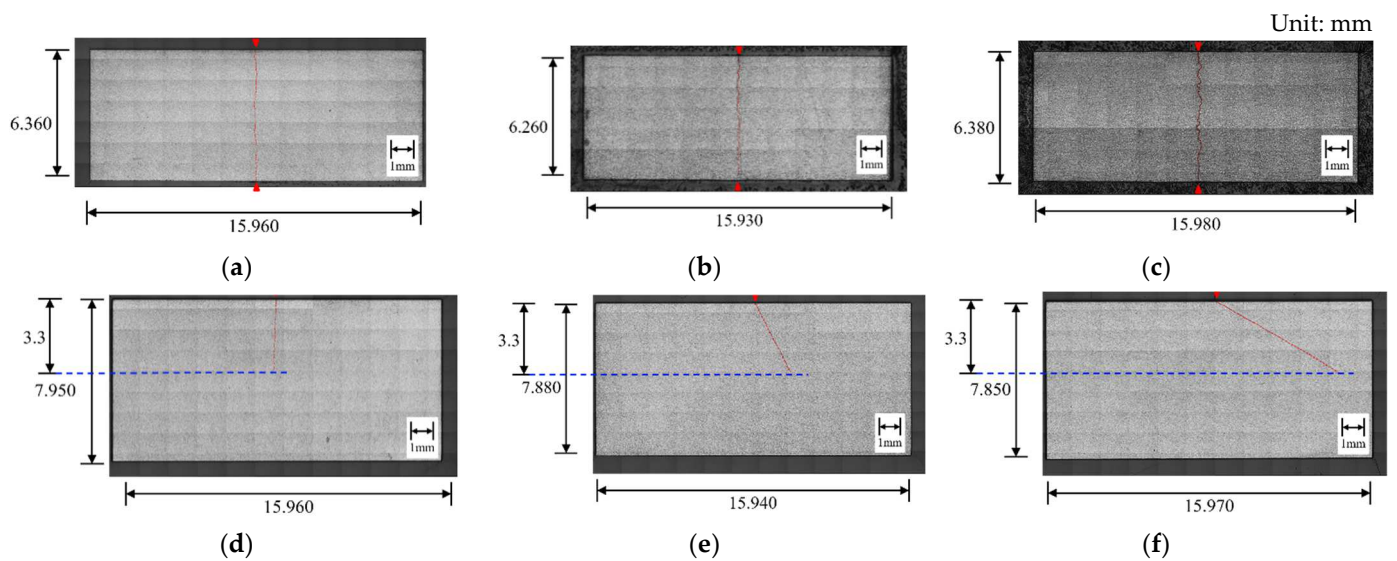 Unit: mm
6.360
1mm
15.960
(a)
6.260
1mm
15.930
(b)
6.380
1mm
15.980
(c)
3.3
7.950
1mm
15.960
(d)
3.3
7.880
1mm
15.940
(e)
3.3
7.850
1mm
15.970
(f)